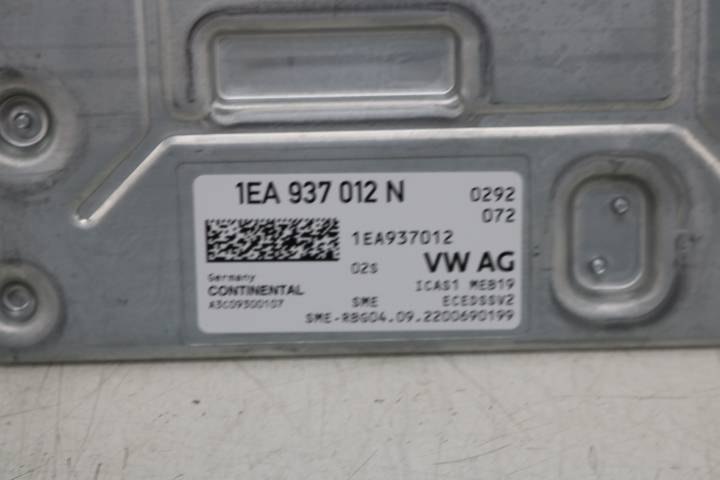 1EA 937 012 N 0292
072
1EA937012
02S VW AG
Germany
CONTINENTAL ICAS1 MEB19
A3C09300107 SME ECEDSSV2
SME-RBG04.09.2200690199